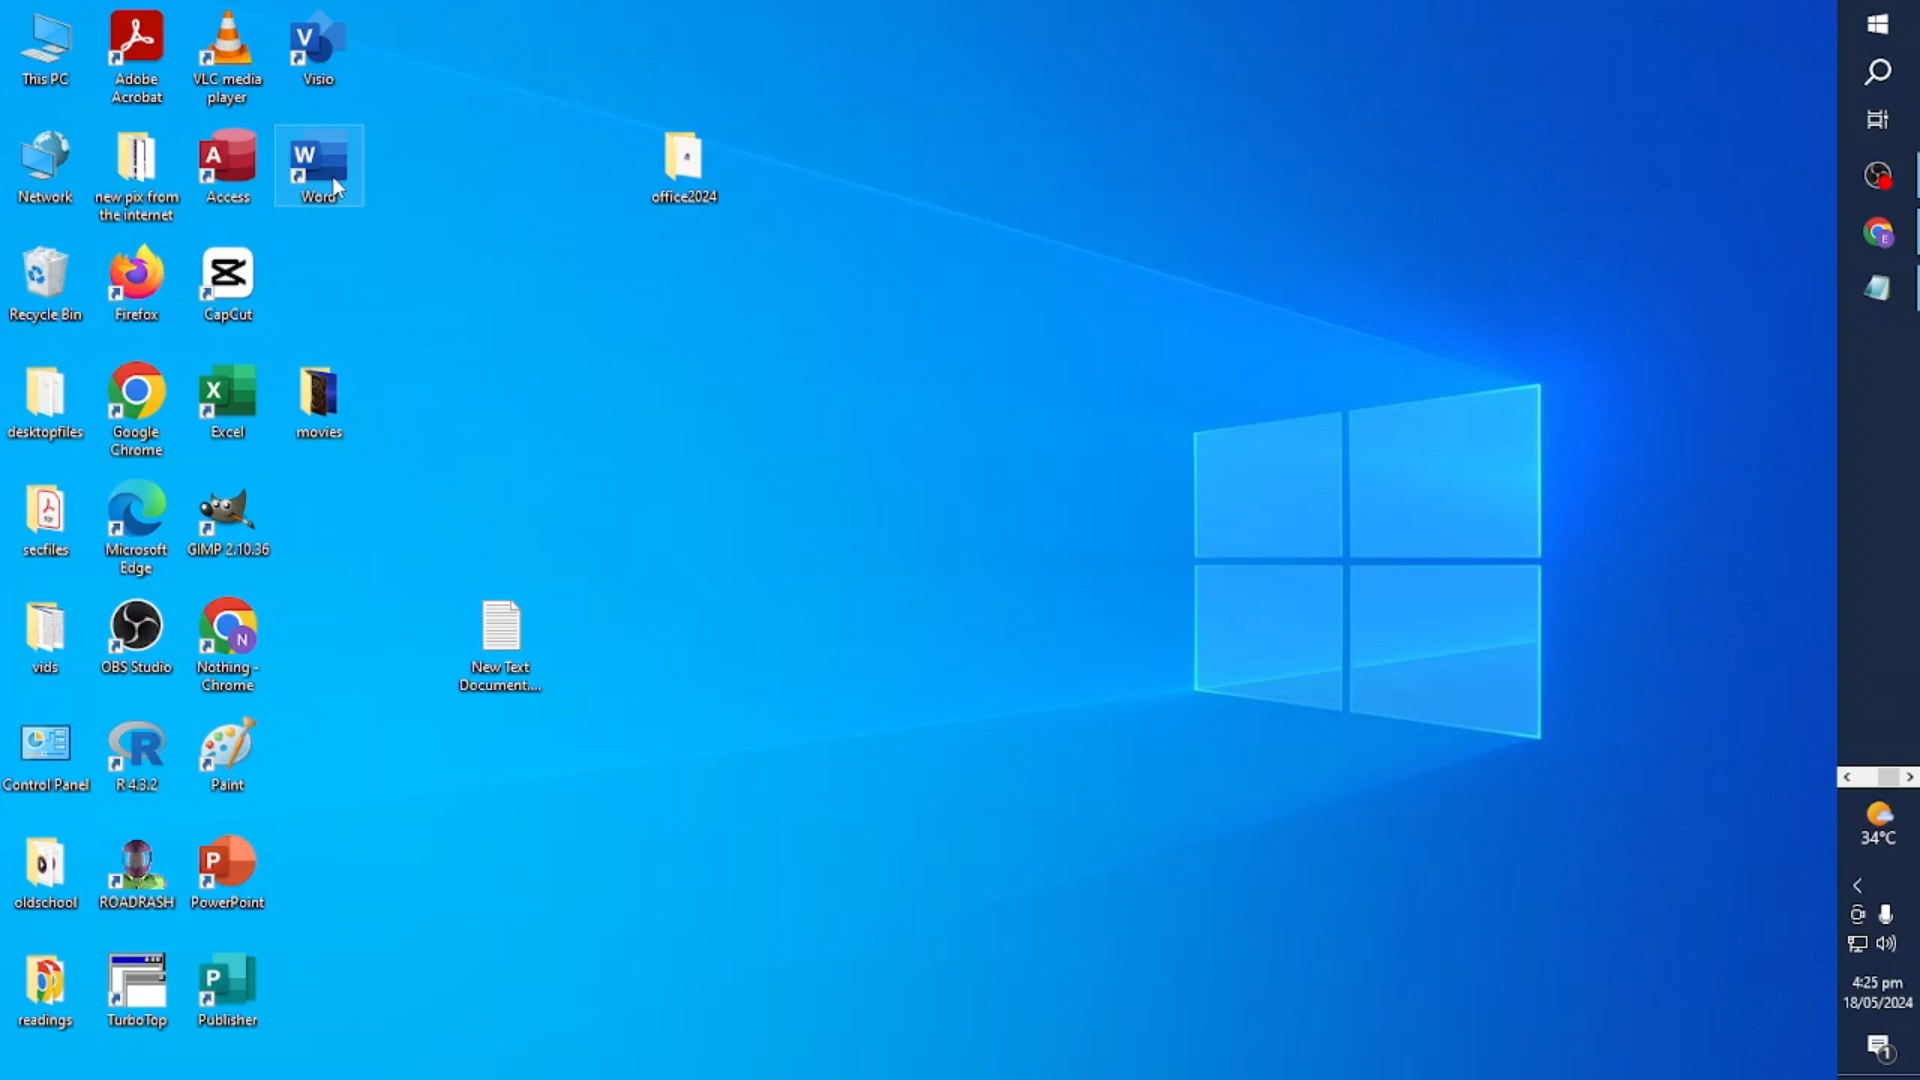 This PC
Adobe
Acrobat
VLC media
player
Visio
Network
new pix from
the internet
Access
Word
office2024
Recycle Bin
Firefox
CapCut
desktopfiles
Google
Chrome
Excel
movies
secfiles
Microsoft
Edge
GIMP 2.10.36
vids
OBS Studio
Nothing -
Chrome
New Text
Document....
Control Panel
R 4.3.2
Paint
oldschool
ROADRASH
PowerPoint
readings
TurboTop
Publisher
34°C
4:25 pm
18/05/2024
1